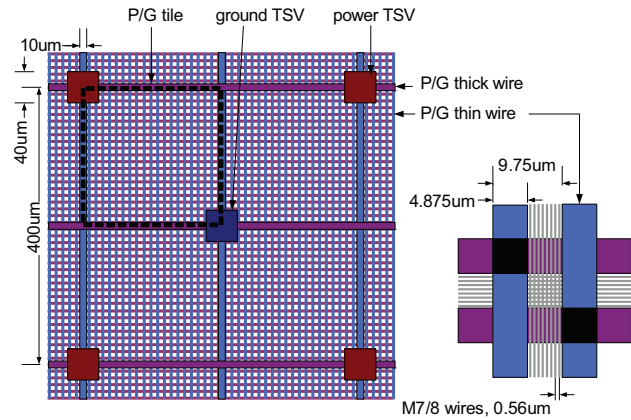 P/G tile
ground TSV
power TSV
10um
P/G thick wire
P/G thin wire
40um
400um
9.75um
4.875um
M7/8 wires, 0.56um